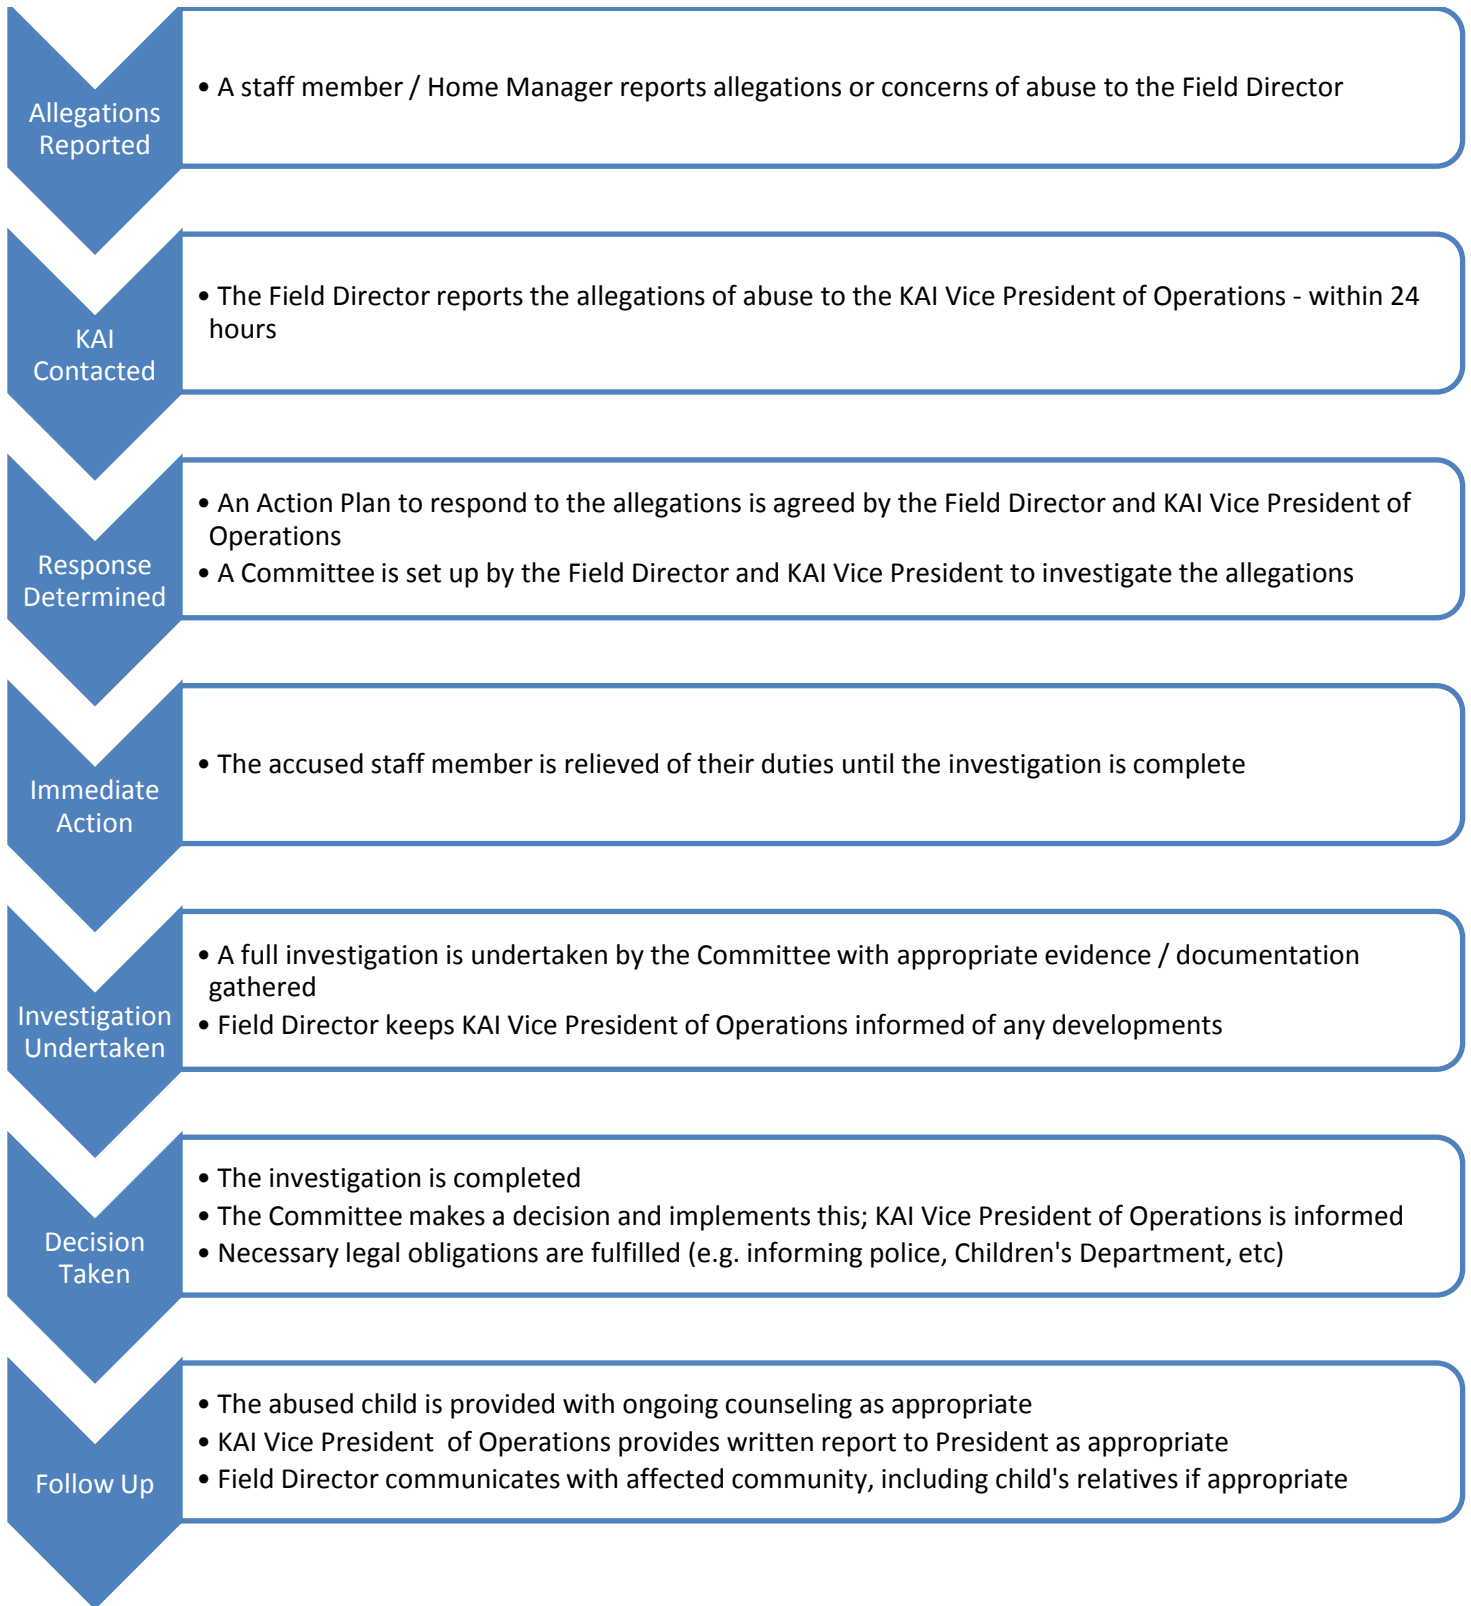 Allegations
Reported
• A staff member / Home Manager reports allegations or concerns of abuse to the Field Director
KAI
Contacted
• The Field Director reports the allegations of abuse to the KAI Vice President of Operations - within 24
hours
Response
Determined
• An Action Plan to respond to the allegations is agreed by the Field Director and KAI Vice President of
Operations
• A Committee is set up by the Field Director and KAI Vice President to investigate the allegations
Immediate
Action
• The accused staff member is relieved of their duties until the investigation is complete
Investigation
Undertaken
• A full investigation is undertaken by the Committee with appropriate evidence / documentation
gathered
• Field Director keeps KAI Vice President of Operations informed of any developments
Decision
Taken
• The investigation is completed
• The Committee makes a decision and implements this; KAI Vice President of Operations is informed
• Necessary legal obligations are fulfilled (e.g. informing police, Children's Department, etc)
Follow Up
• The abused child is provided with ongoing counseling as appropriate
• KAI Vice President  of Operations provides written report to President as appropriate
• Field Director communicates with affected community, including child's relatives if appropriate